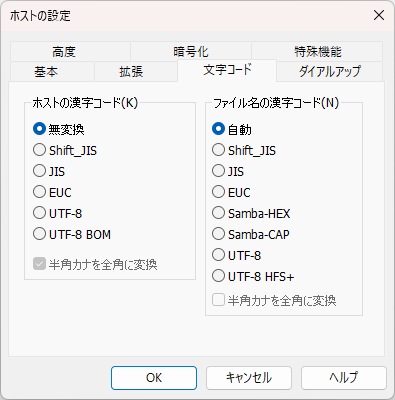 ホストの設定
高度 暗号化 特殊機能
基本 拡張 文字コード ダイアルアップ
ホストの漢字コード(K)
無変換
Shift_JIS
JIS
EUC
UTF-8
UTF-8 BOM
半角カナを全角に変換
ファイル名の漢字コード(N)
自動
Shift_JIS
JIS
EUC
Samba-HEX
Samba-CAP
UTF-8
UTF-8 HFS+
半角カナを全角に変換
OK キャンセル ヘルプ